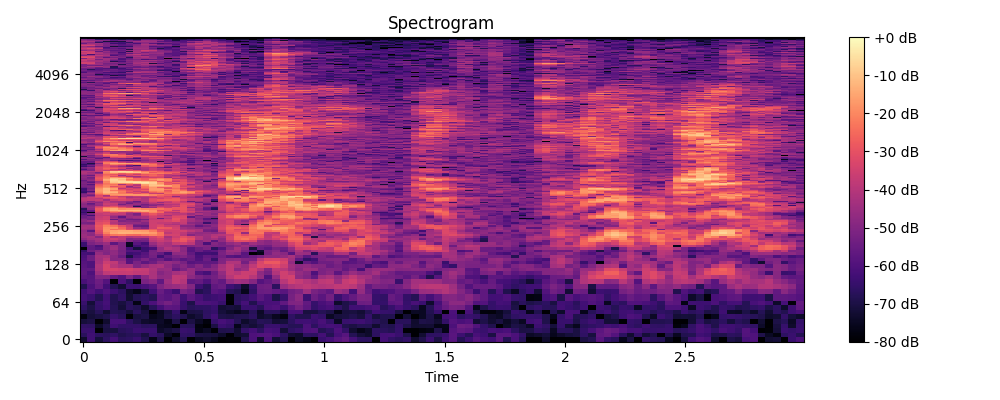 Spectrogram
4096
2048
1024
512
256
128
64
0
Hz
0
0.5
1
1.5
2
2.5
Time
+0 dB
-10 dB
-20 dB
-30 dB
-40 dB
-50 dB
-60 dB
-70 dB
-80 dB